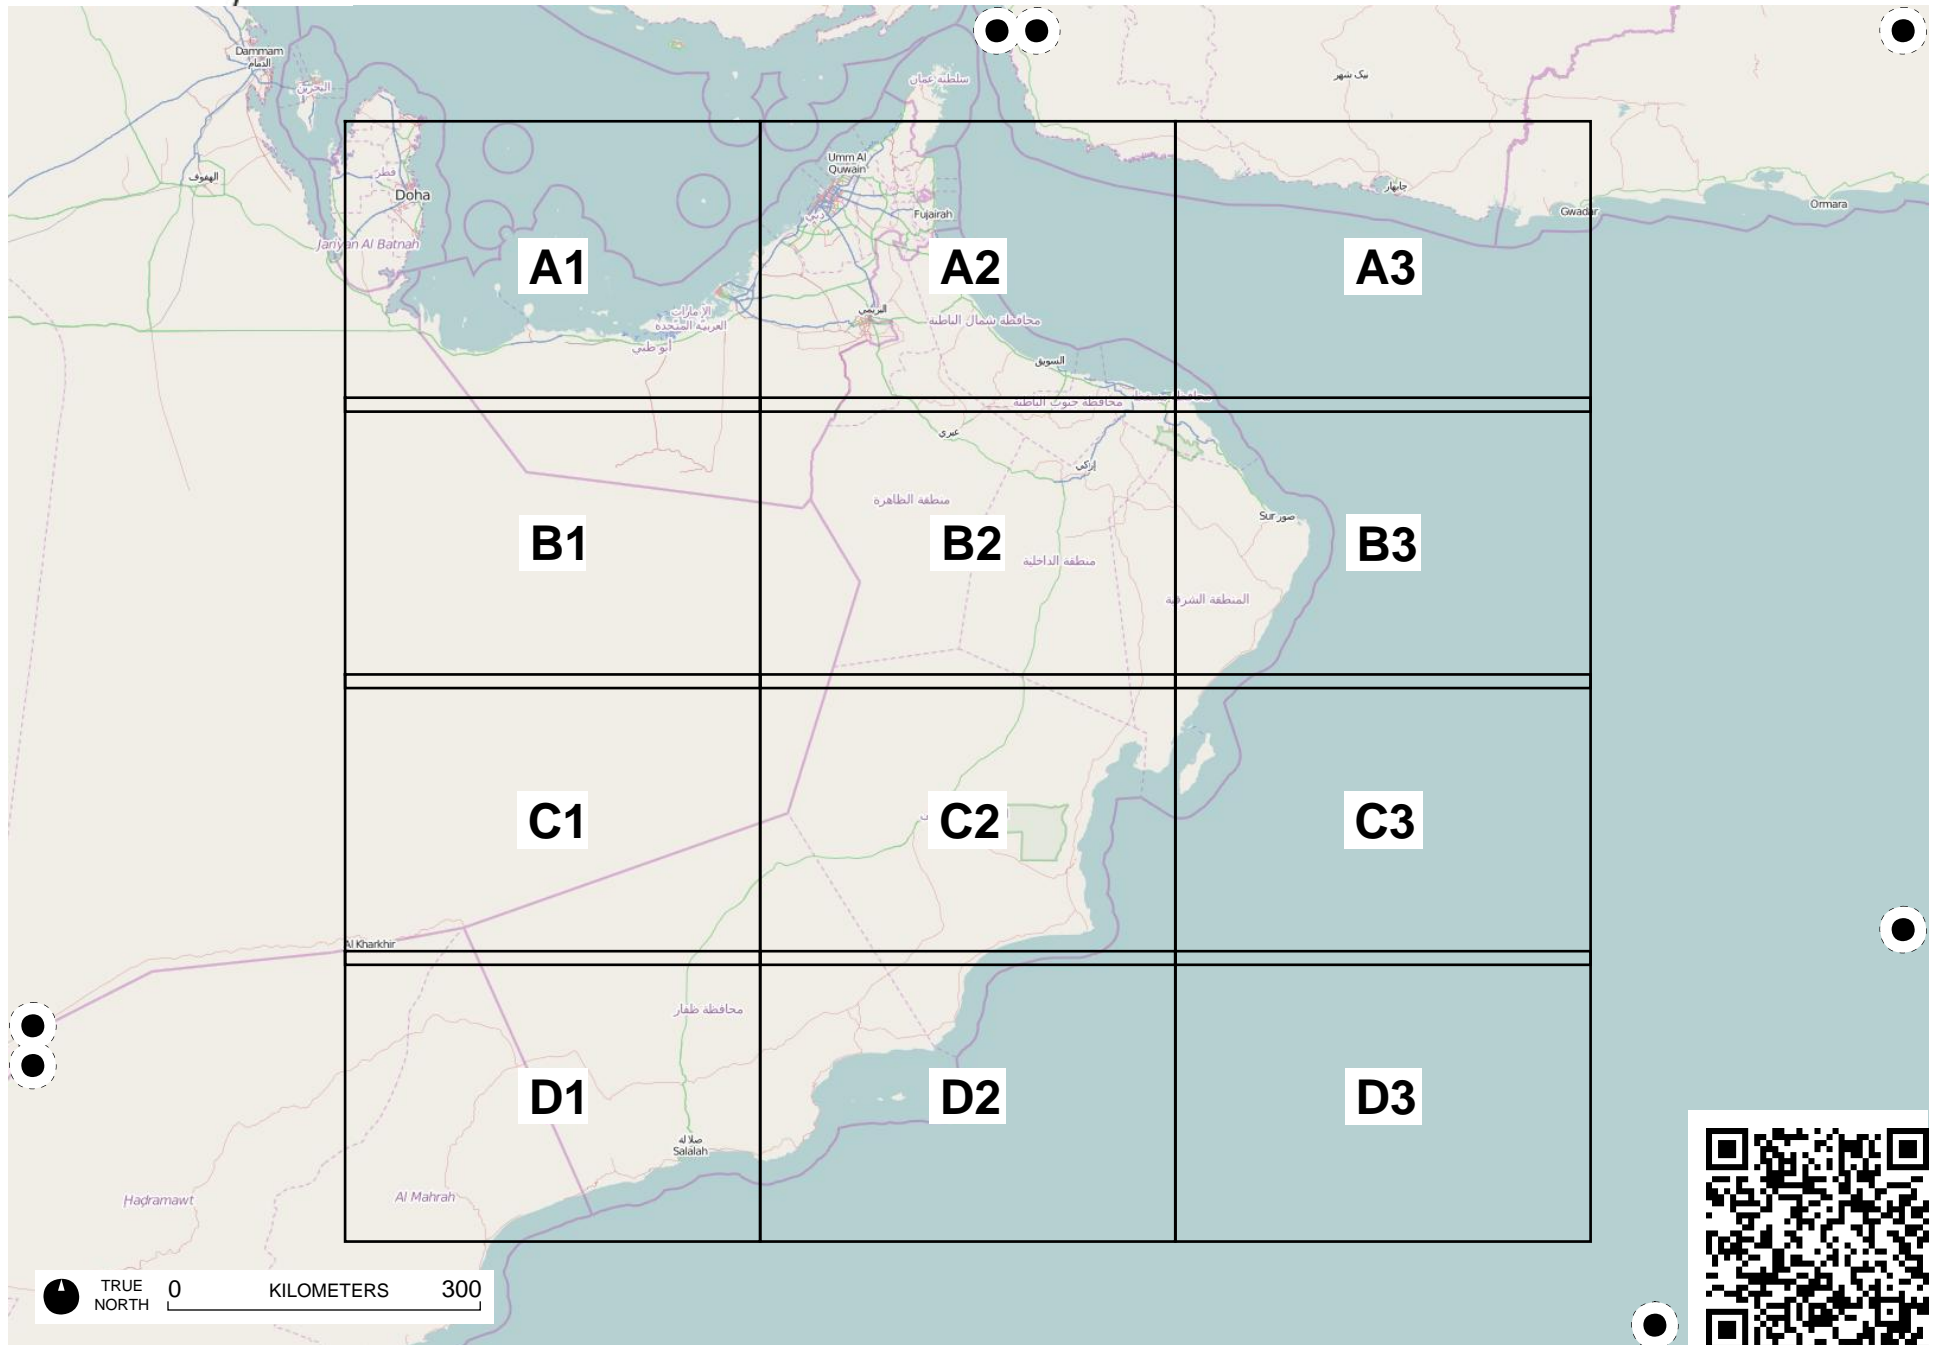 Dammam
الدمام
البحرين
سلطنة عمان
نیک شهر
الهفوف
قطر
Doha
Umm Al
Quwain
دبي
Fujairah
چابهار
Gwadar
Ormara
Jariyan Al Batnah
A1
A2
A3
الإمارات
العربية المتحدة
أبو ظبي
البريمي
محافظة شمال الباطنة
السويق
محافظة جنوب الباطنة
عبري
إزكي
منطقة الظاهرة
Sur صور
B1
B2
B3
منطقة الداخلية
المنطقة الشرقية
C1
C2
C3
Al Kharkhir
محافظة ظفار
D1
D2
D3
صلالة
Salalah
Hadramawt
Al Mahrah
TRUE
NORTH
0 KILOMETERS 300